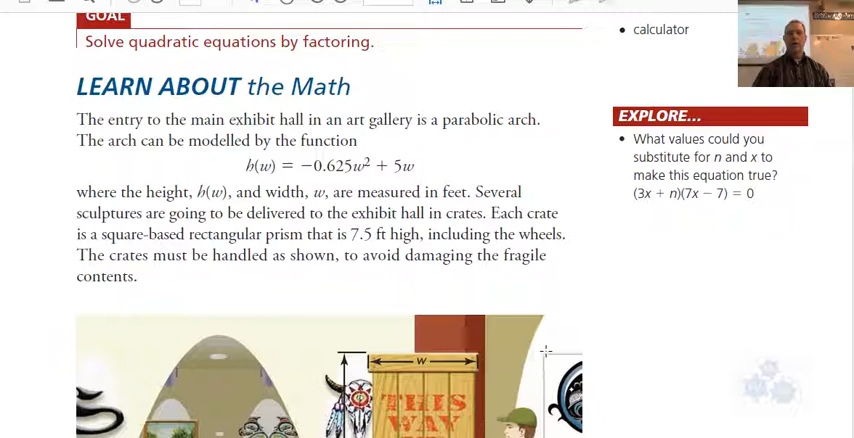 GOAL
Solve quadratic equations by factoring.
LEARN ABOUT the Math
The entry to the main exhibit hall in an art gallery is a parabolic arch.
The arch can be modelled by the function
h(w) = −0.625w² + 5w
where the height, h(w), and width, w, are measured in feet. Several
sculptures are going to be delivered to the exhibit hall in crates. Each crate
is a square-based rectangular prism that is 7.5 ft high, including the wheels.
The crates must be handled as shown, to avoid damaging the fragile
contents.
w
THIS
WAY
• calculator
EXPLORE...
• What values could you
substitute for n and x to
make this equation true?
(3x + n)(7x − 7) = 0